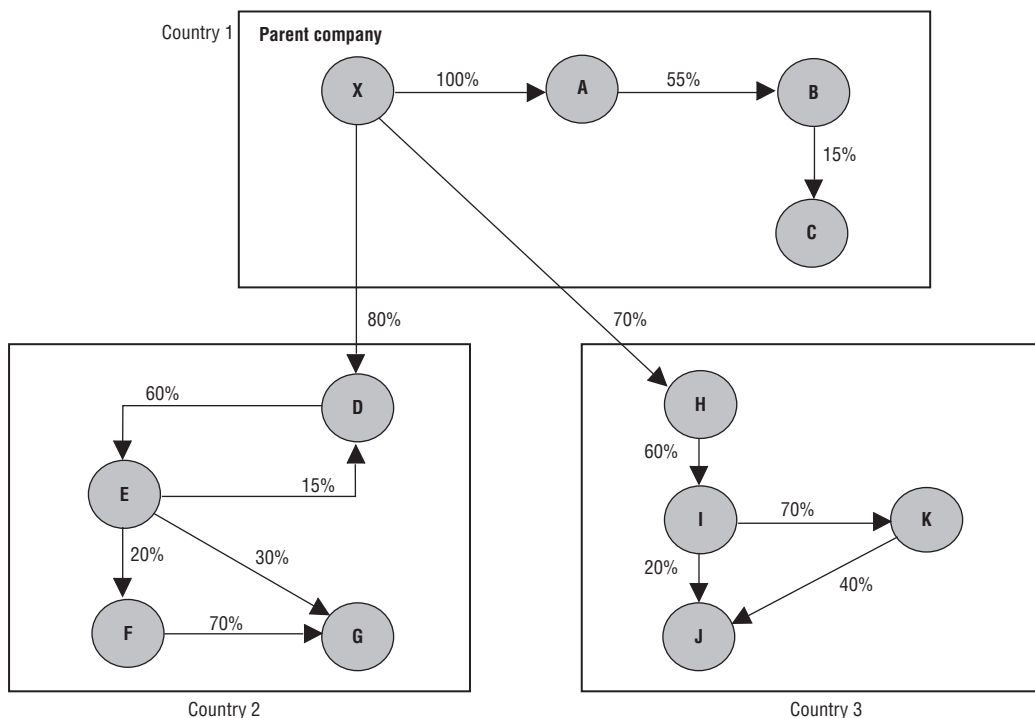 Country 1
Parent company
X
100%
A
55%
B
15%
C
80%
70%
D
60%
E
15%
20%
30%
F
70%
G
Country 2
H
60%
I
70%
K
20%
40%
J
Country 3